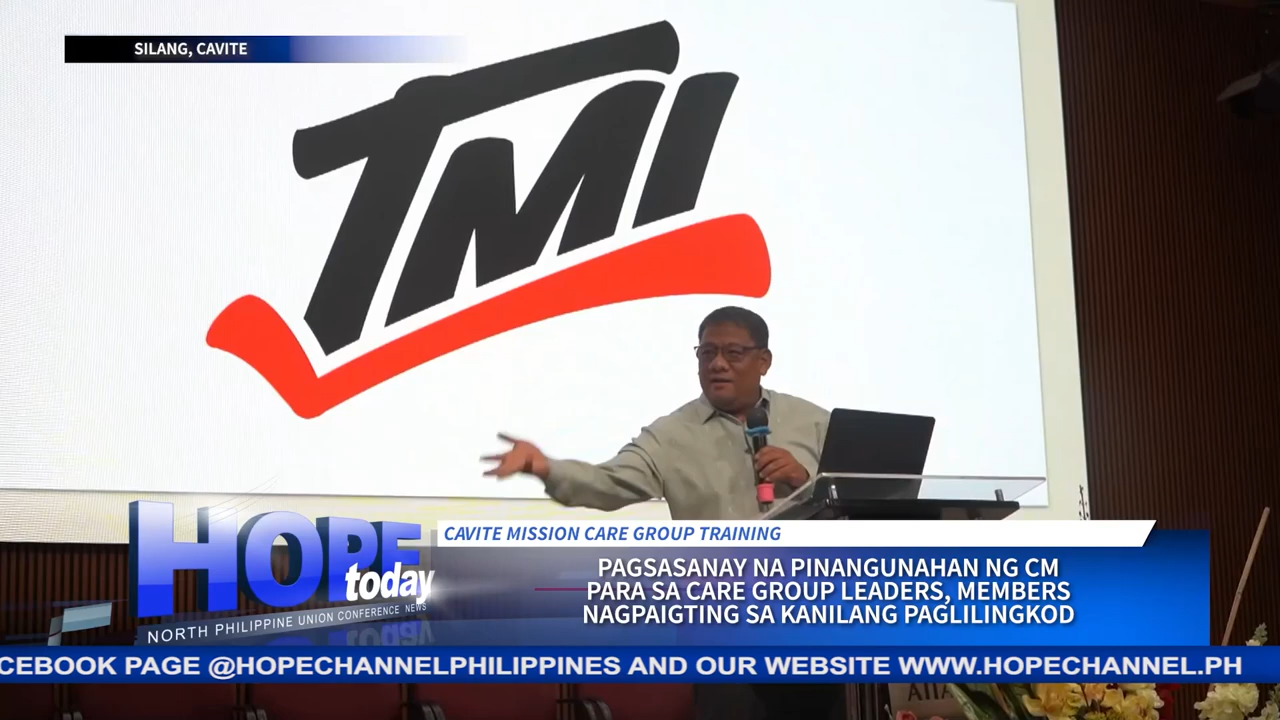 SILANG, CAVITE
TMI
HOPE
today
NORTH PHILIPPINE UNION CONFERENCE NEWS
CAVITE MISSION CARE GROUP TRAINING
PAGSASANAY NA PINANGUNAHAN NG CM
PARA SA CARE GROUP LEADERS, MEMBERS
NAGPAIGTING SA KANILANG PAGLILINGKOD
CEBOOK PAGE @HOPECHANNELPHILIPPINES AND OUR WEBSITE WWW.HOPECHANNEL.PH